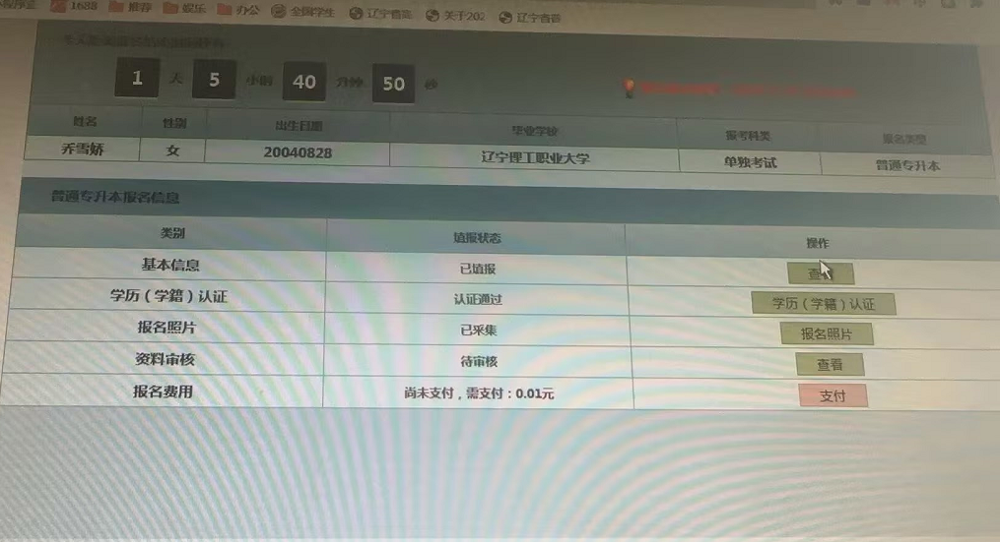 1688 推荐 娱乐 办公 全国学生 辽宁省高 关于202 辽宁省普
1 天 5 小时 40 分钟 50 秒
姓名 性别 出生日期 毕业学校 报考科类 报名类型
乔雪娇 女 20040828 辽宁理工职业大学 单独考试 普通专升本
普通专升本报名信息
类别 填报状态 操作
基本信息 已填报 查看
学历（学籍）认证 认证通过 学历（学籍）认证
报名照片 已采集 报名照片
资料审核 待审核 查看
报名费用 尚未支付，需支付：0.01元 支付